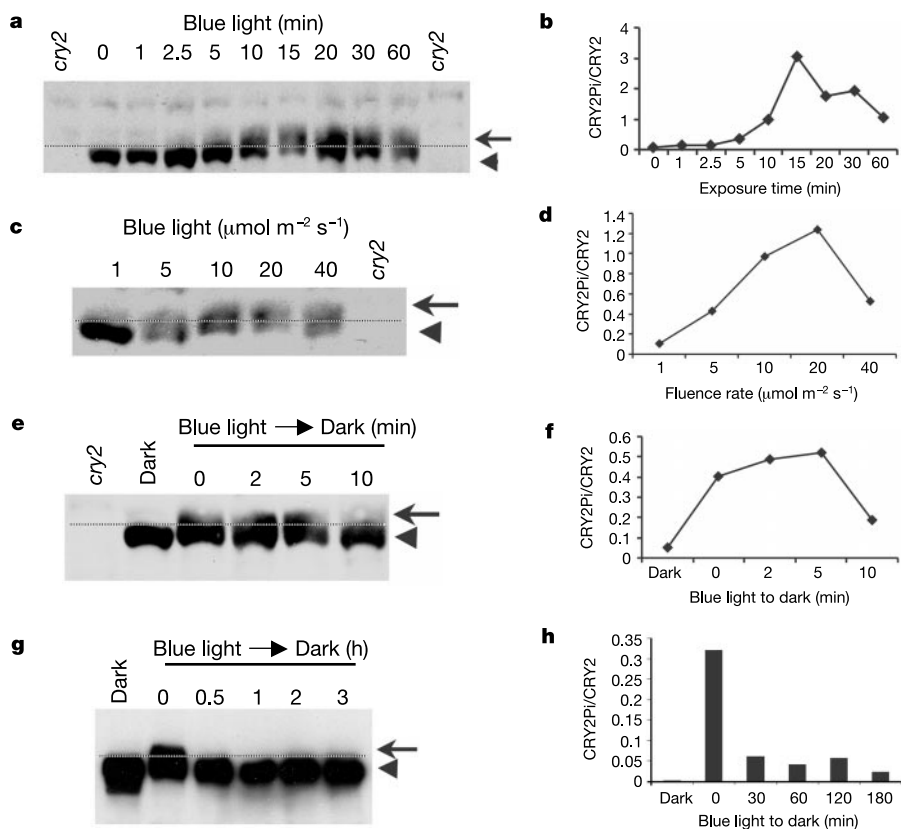 a
Blue light (min)
cry2 0 1 2.5 5 10 15 20 30 60 cry2
b
CRY2Pi/CRY2
4
3
2
1
0
0 1 2.5 5 10 15 20 30 60
Exposure time (min)
c
Blue light (μmol m⁻² s⁻¹)
1 5 10 20 40 cry2
d
CRY2Pi/CRY2
1.4
1.2
1.0
0.8
0.6
0.4
0.2
0
1 5 10 20 40
Fluence rate (μmol m⁻² s⁻¹)
e
Blue light → Dark (min)
cry2 Dark 0 2 5 10
f
CRY2Pi/CRY2
0.6
0.5
0.4
0.3
0.2
0.1
0
Dark 0 2 5 10
Blue light to dark (min)
g
Blue light → Dark (h)
Dark 0 0.5 1 2 3
h
CRY2Pi/CRY2
0.35
0.3
0.25
0.2
0.15
0.1
0.05
0
Dark 0 30 60 120 180
Blue light to dark (min)